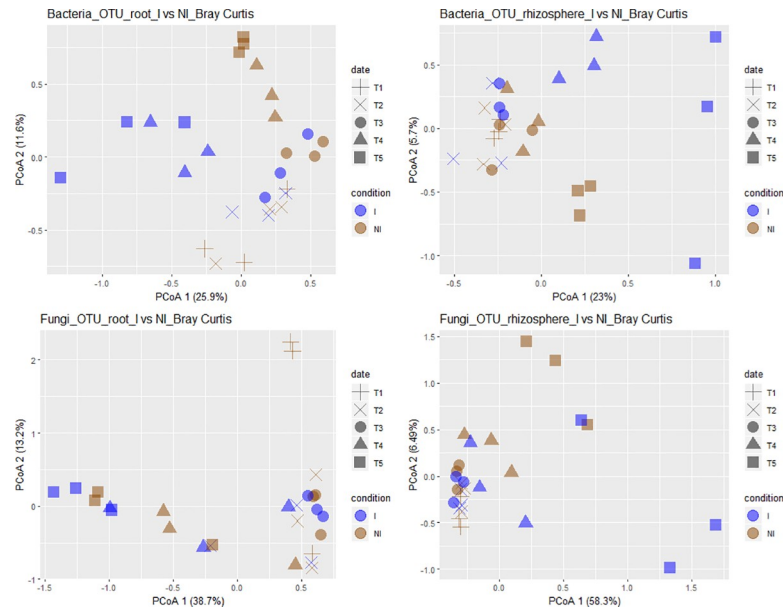 Bacteria_OTU_root_I vs NI_Bray Curtis
PCoA 2 (11.6%)
0.5
0.0
-0.5
-1.0
-0.5
0.0
0.5
PCoA 1 (25.9%)
date
T1
T2
T3
T4
T5
condition
I
NI
Bacteria_OTU_rhizosphere_I vs NI_Bray Curtis
PCoA 2 (5.7%)
0.5
0.0
-0.5
-1.0
-0.5
0.0
0.5
1.0
PCoA 1 (23%)
date
T1
T2
T3
T4
T5
condition
I
NI
Fungi_OTU_root_I vs NI_Bray Curtis
PCoA 2 (13.2%)
2
1
0
-1
-1.5
-1.0
-0.5
0.0
0.5
PCoA 1 (38.7%)
date
T1
T2
T3
T4
T5
condition
I
NI
Fungi_OTU_rhizosphere_I vs NI_Bray Curtis
PCoA 2 (6.49%)
1.5
1.0
0.5
0.0
-0.5
-1.0
0.0
0.5
1.0
1.5
PCoA 1 (58.3%)
date
T1
T2
T3
T4
T5
condition
I
NI